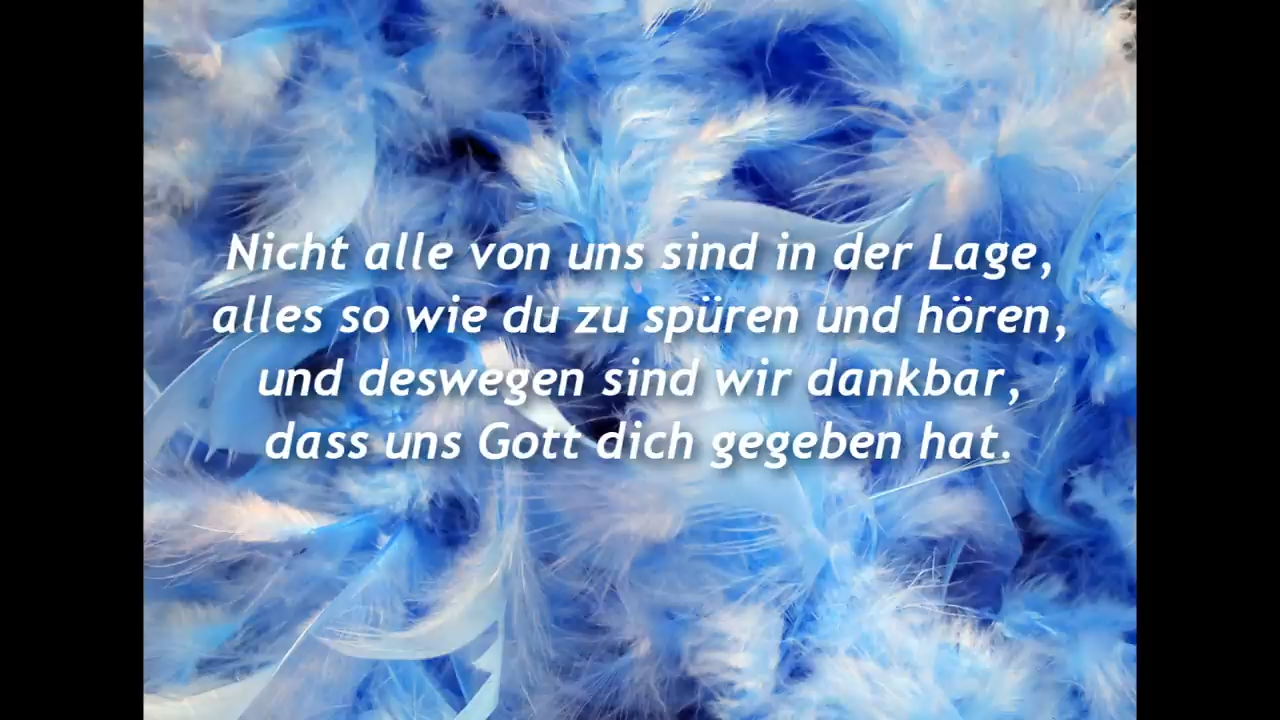 Nicht alle von uns sind in der Lage,
alles so wie du zu spüren und hören,
und deswegen sind wir dankbar,
dass uns Gott dich gegeben hat.